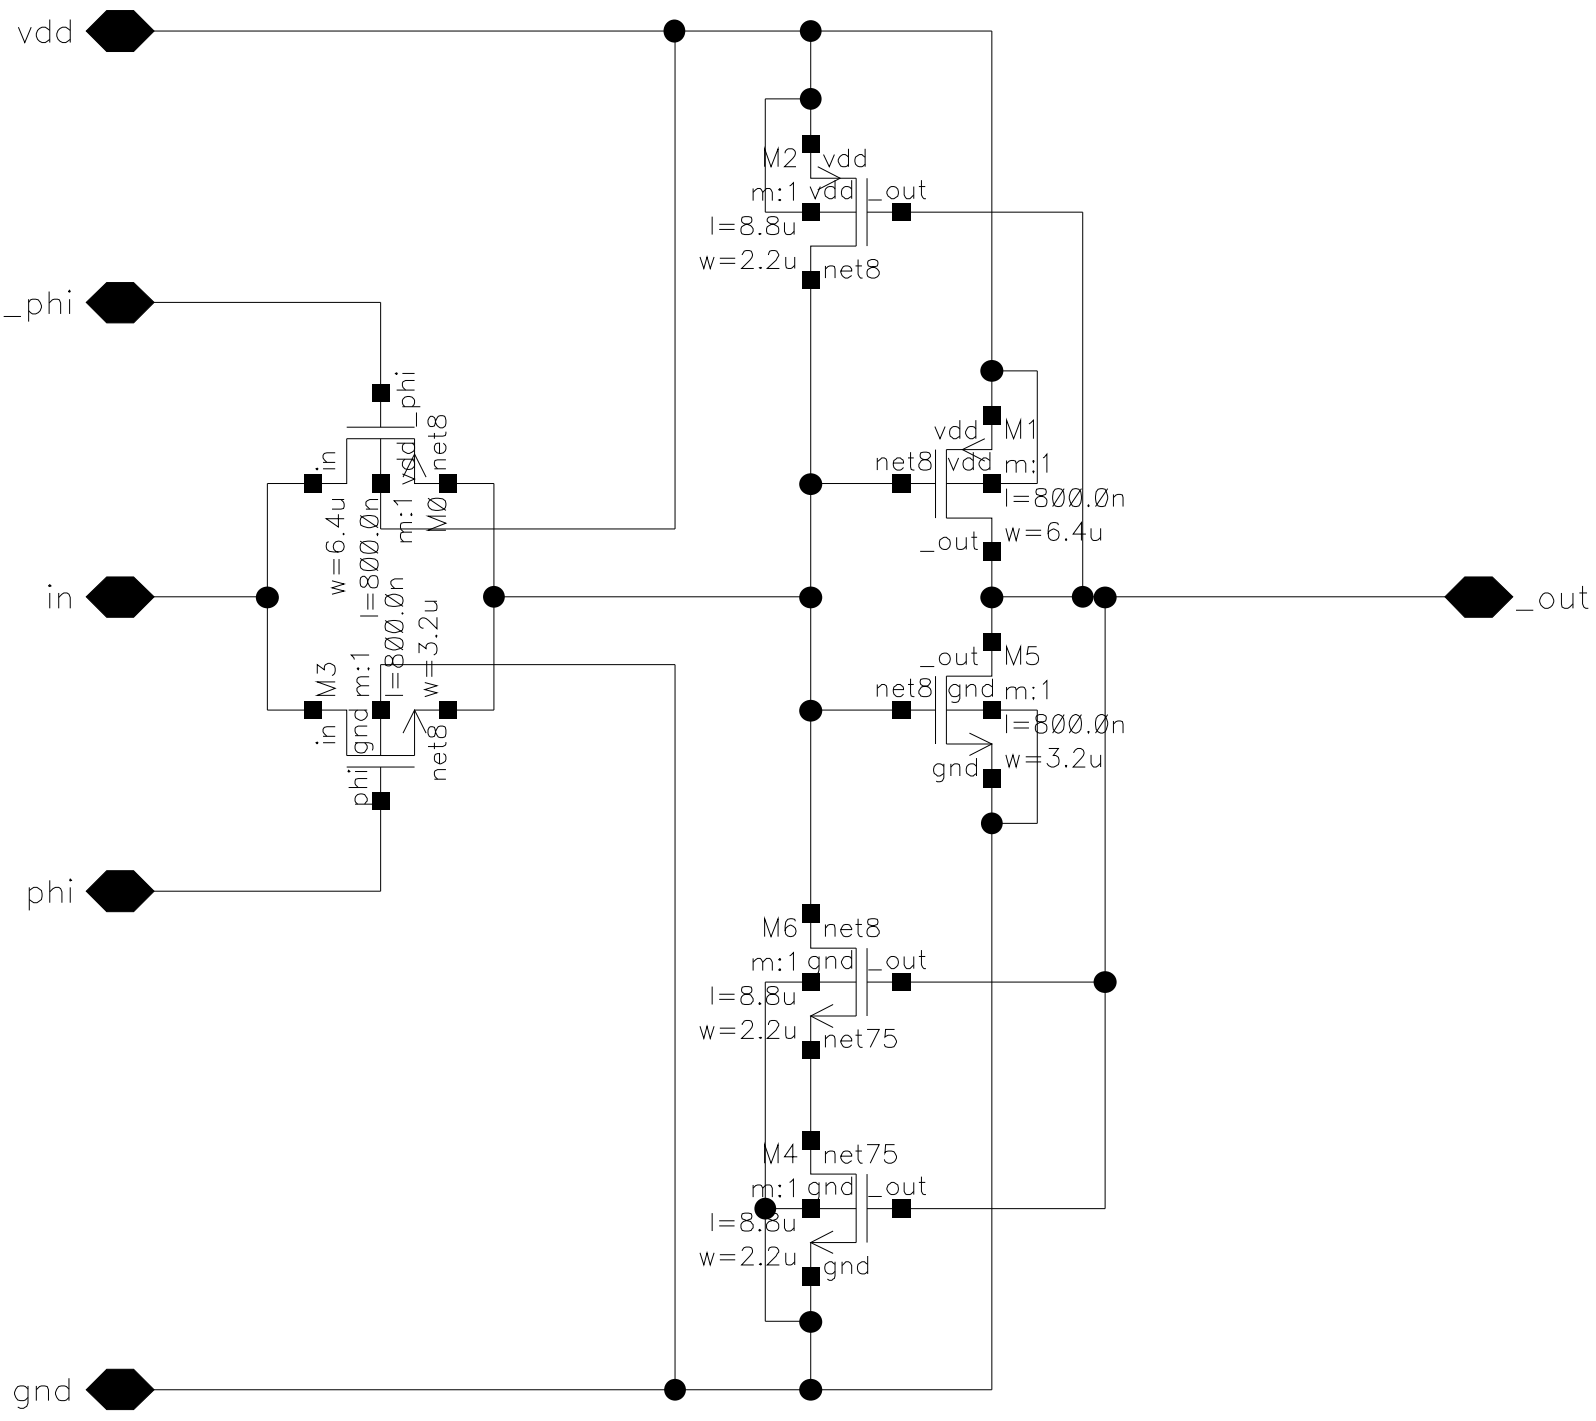 vdd
M2 vdd
m:1 vdd _out
l=8.8u
w=2.2u net8
_phi
_phi
in
vdd
net8
w=6.4u
l=800.0n
m:1
M0
vdd M1
net8 vdd m:1
l=800.0n
_out w=6.4u
in
_out
M3
m:1
l=800.0n
w=3.2u
in
gnd
net8
phi
_out M5
net8 gnd m:1
l=800.0n
gnd w=3.2u
phi
M6 net8
m:1 gnd _out
l=8.8u
w=2.2u net75
M4 net75
m:1 gnd _out
l=8.8u
w=2.2u gnd
gnd